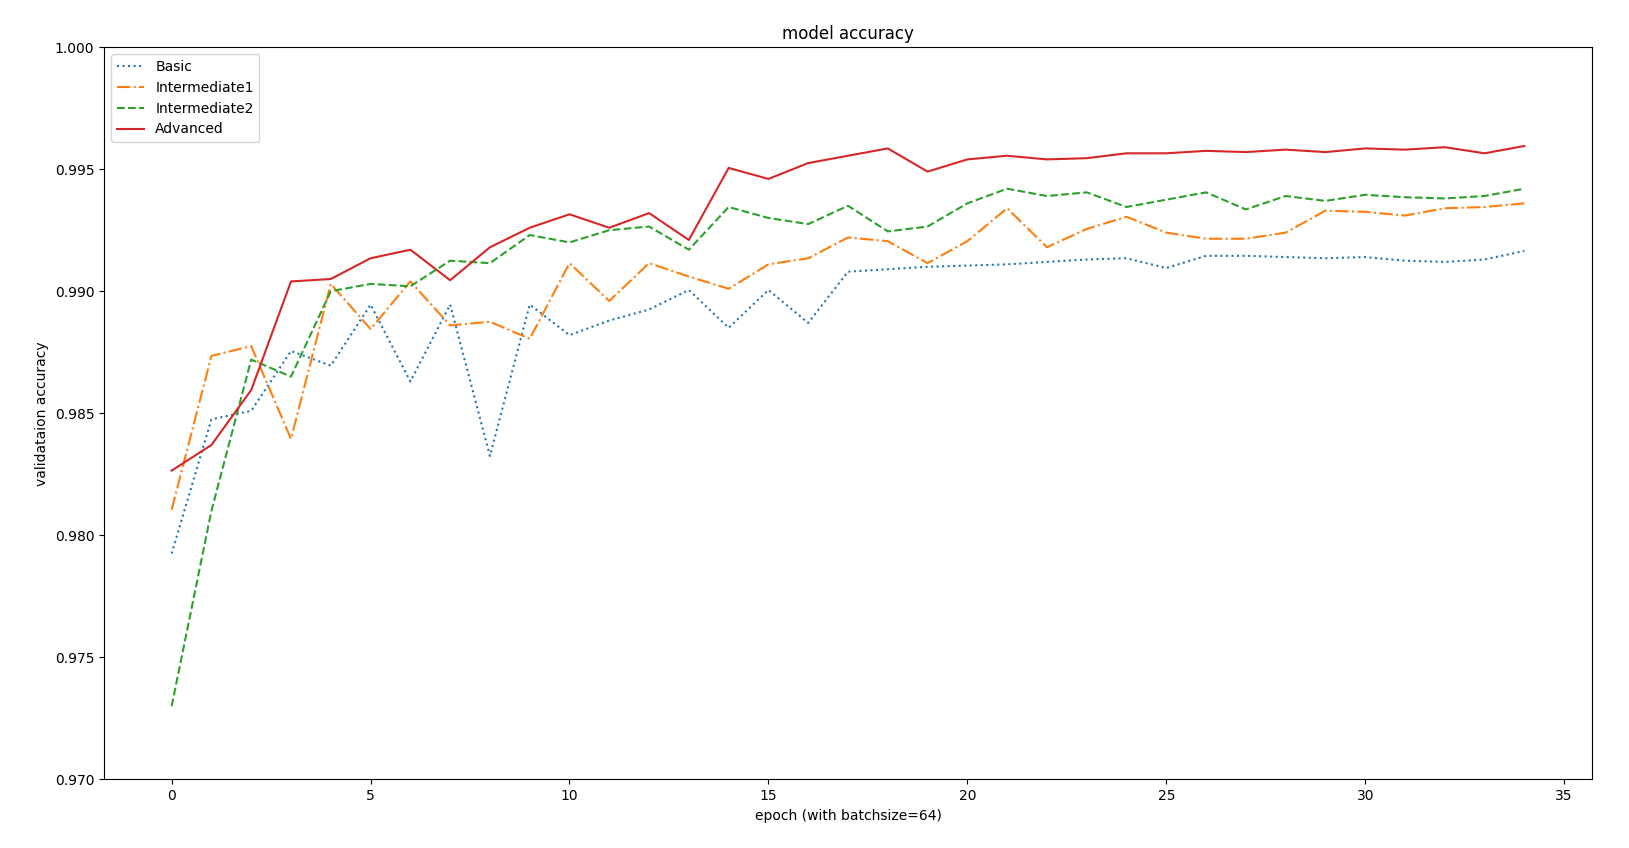 model accuracy
1.000
0.995
0.990
0.985
0.980
0.975
0.970
validataion accuracy
Basic
Intermediate1
Intermediate2
Advanced
0 5 10 15 20 25 30 35
epoch (with batchsize=64)